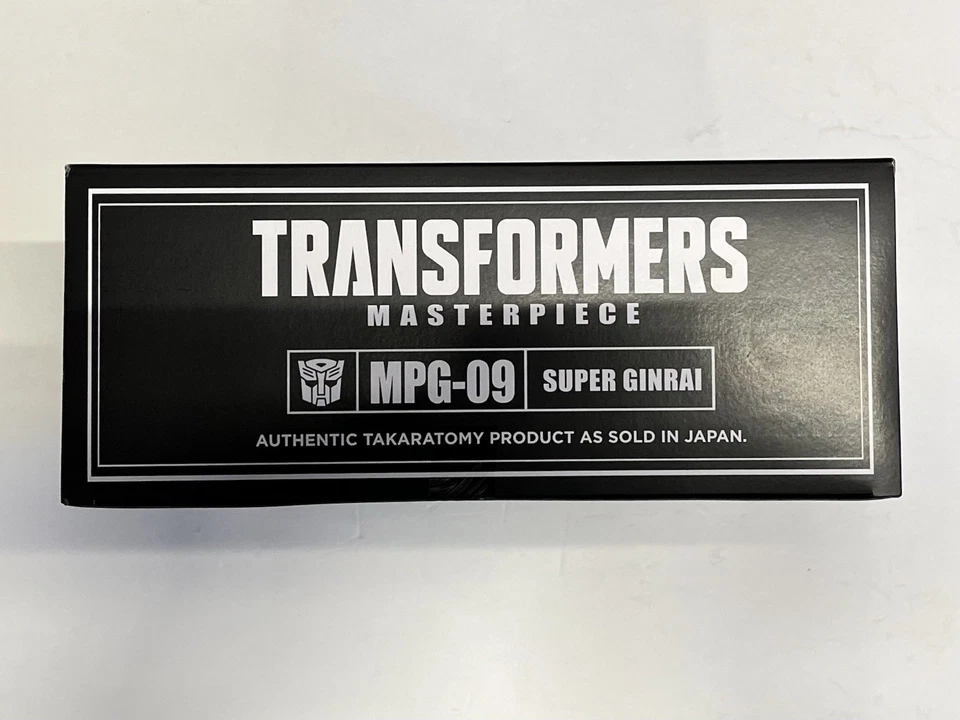 TRANSFORMERS
MASTERPIECE
MPG-09 SUPER GINRAI
AUTHENTIC TAKARATOMY PRODUCT AS SOLD IN JAPAN.